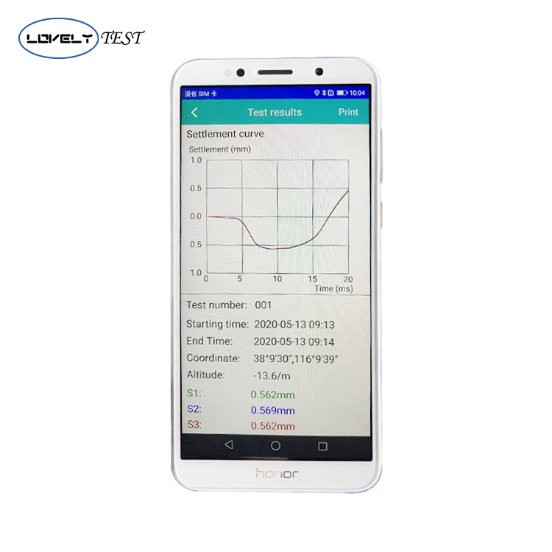 LOVELY TEST
沒有 SIM 卡 10:04
Test results Print
Settlement curve
Settlement (mm)
1.0
0.5
0.0
0.5
1.0
0 5 10 15 20
Time (ms)
Test number: 001
Starting time: 2020-05-13 09:13
End Time: 2020-05-13 09:14
Coordinate: 38°9'30",116°9'39"
Altitude: -13.6/m
S1: 0.562mm
S2: 0.569mm
S3: 0.562mm
honor